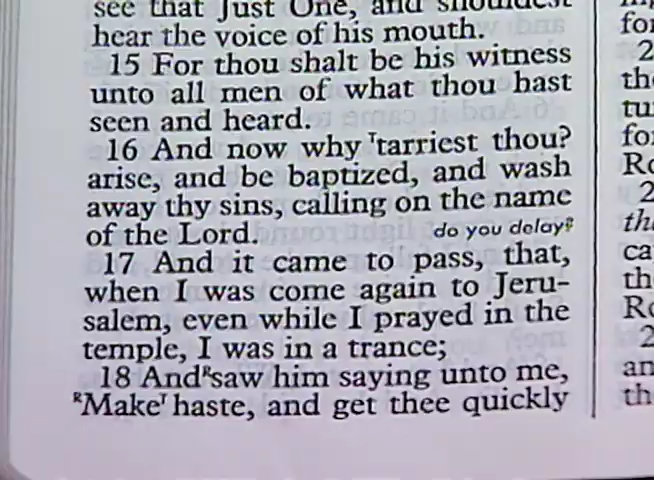 see that Just One, and shouldest
hear the voice of his mouth.
15 For thou shalt be his witness
unto all men of what thou hast
seen and heard.
16 And now why ᵀtarriest thou?
arise, and be baptized, and wash
away thy sins, calling on the name
of the Lord. do you delay?
17 And it came to pass, that,
when I was come again to Jeru-
salem, even while I prayed in the
temple, I was in a trance;
18 Andᴿsaw him saying unto me,
ᴿMakeᵀ haste, and get thee quickly